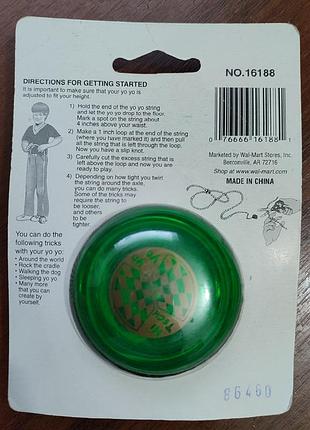 DIRECTIONS FOR GETTING STARTED
It is important to make sure that your yo yo is
adjusted to fit your height.
1) Hold the end of the yo yo string
and let the yo yo drop to the floor.
Mark a spot on the string about
4 inches above your waist.
2) Make a 1 inch loop at the end of the string
(where you have marked it) and then pull
all the string that is left through the loop.
Now you have a slip knot.
3) Carefully cut the excess string that is
left above the loop and now you are
ready to play.
4) Depending on how tight you twist
the string around the axle,
you can do many tricks.
Some of the tricks may
require the string to
be looser,
and others
to be
tighter.
You can do the
following tricks
with your yo yo:
• Around the world
• Rock the cradle
• Walking the dog
• Sleeping yo yo
• Many more
that you can
create by
yourself.
NO.16188
0 76666 16188 1
Marketed by Wal-Mart Stores, Inc.
Bentonville, AR 72716
Shop at www.wal-mart.com
MADE IN CHINA
86460